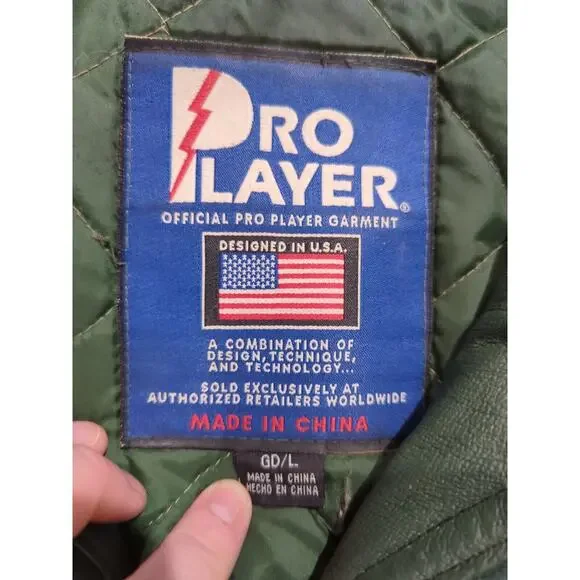 PRO
PLAYER®
OFFICIAL PRO PLAYER GARMENT
DESIGNED IN U.S.A.
A COMBINATION OF
DESIGN, TECHNIQUE,
AND TECHNOLOGY...
SOLD EXCLUSIVELY AT
AUTHORIZED RETAILERS WORLDWIDE
MADE IN CHINA
GD/L
MADE IN CHINA
HECHO EN CHINA